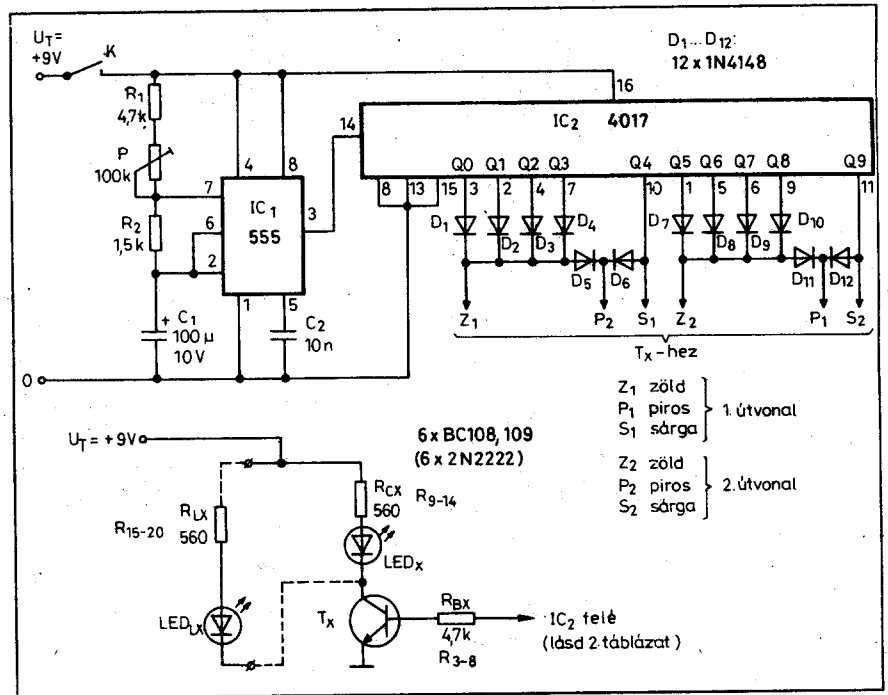 U_T =
+9V
K
D₁...D₁₂:
12 x 1N4148
R₁
4,7k
P
100k
R₂
1,5k
C₁
+
100 µ
10V
C₂
10n
IC₁
555
4
8
7
6
2
3
1
5
14
16
IC₂ 4017
Q0 Q1 Q2 Q3 Q4 Q5 Q6 Q7 Q8 Q9
8 13 15 3 2 4 7 10 1 5 6 9 11
D₁ D₂ D₃ D₄ D₇ D₈ D₉ D₁₀
D₅ D₆ D₁₁ D₁₂
Z₁ P₂ S₁ Z₂ P₁ S₂
Tₓ-hez
0
Z₁ zöld
P₁ piros
S₁ sárga
1. útvonal
Z₂ zöld
P₂ piros
S₂ sárga
2. útvonal
U_T = +9V
6 x BC108, 109
(6 x 2N2222)
R_LX
560
R₁₅₋₂₀
R_CX
560
R₉₋₁₄
LEDₓ
LED_LX
Tₓ
R_BX
4,7k
R₃₋₈
IC₂ felé
(lásd 2. táblázat)